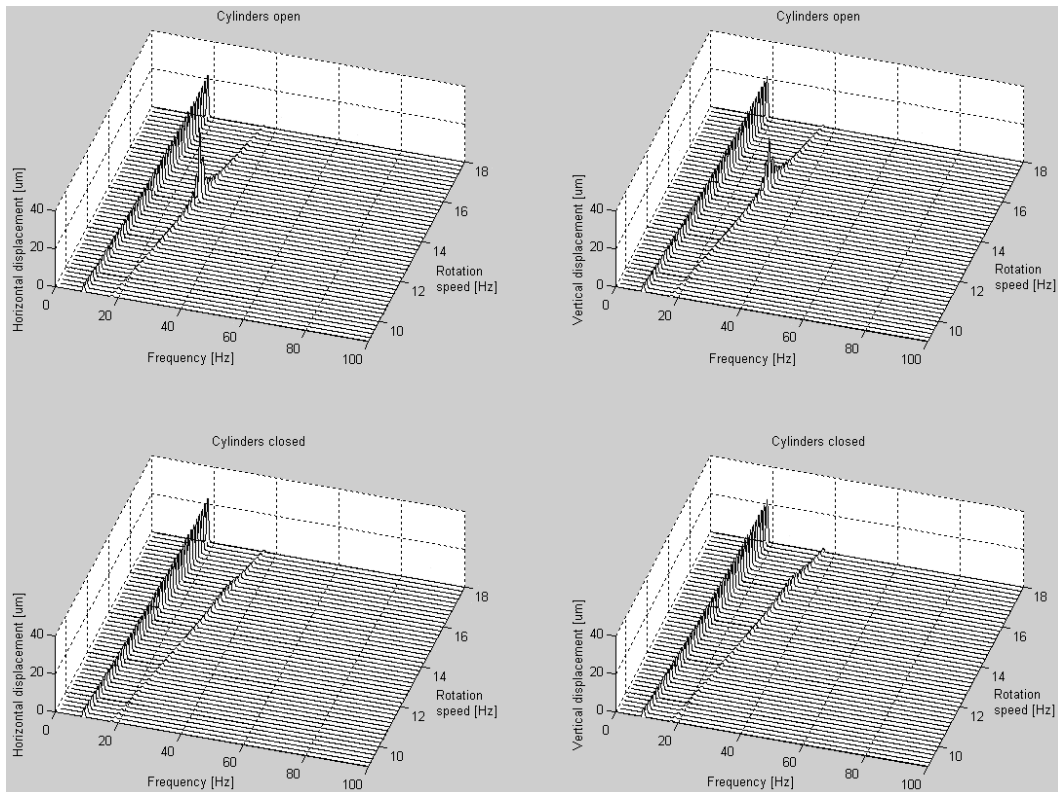 Cylinders open
Horizontal displacement [um]
40
20
0
0
20
40
60
80
100
Frequency [Hz]
18
16
14
12
10
Rotation
speed [Hz]
Cylinders open
Vertical displacement [um]
40
20
0
0
20
40
60
80
100
Frequency [Hz]
18
16
14
12
10
Rotation
speed [Hz]
Cylinders closed
Horizontal displacement [um]
40
20
0
0
20
40
60
80
100
Frequency [Hz]
18
16
14
12
10
Rotation
speed [Hz]
Cylinders closed
Vertical displacement [um]
40
20
0
0
20
40
60
80
100
Frequency [Hz]
18
16
14
12
10
Rotation
speed [Hz]